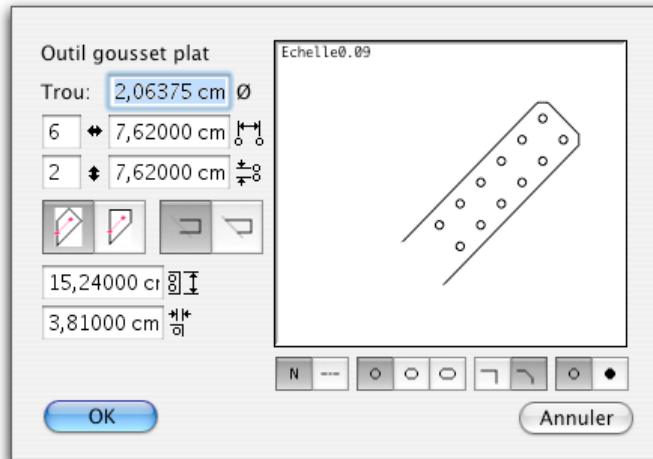 Outil gousset plat
Trou: 2,06375 cm Ø
6 7,62000 cm
2 7,62000 cm
15,24000 cm
3,81000 cm
Echelle0.09
N
OK
Annuler